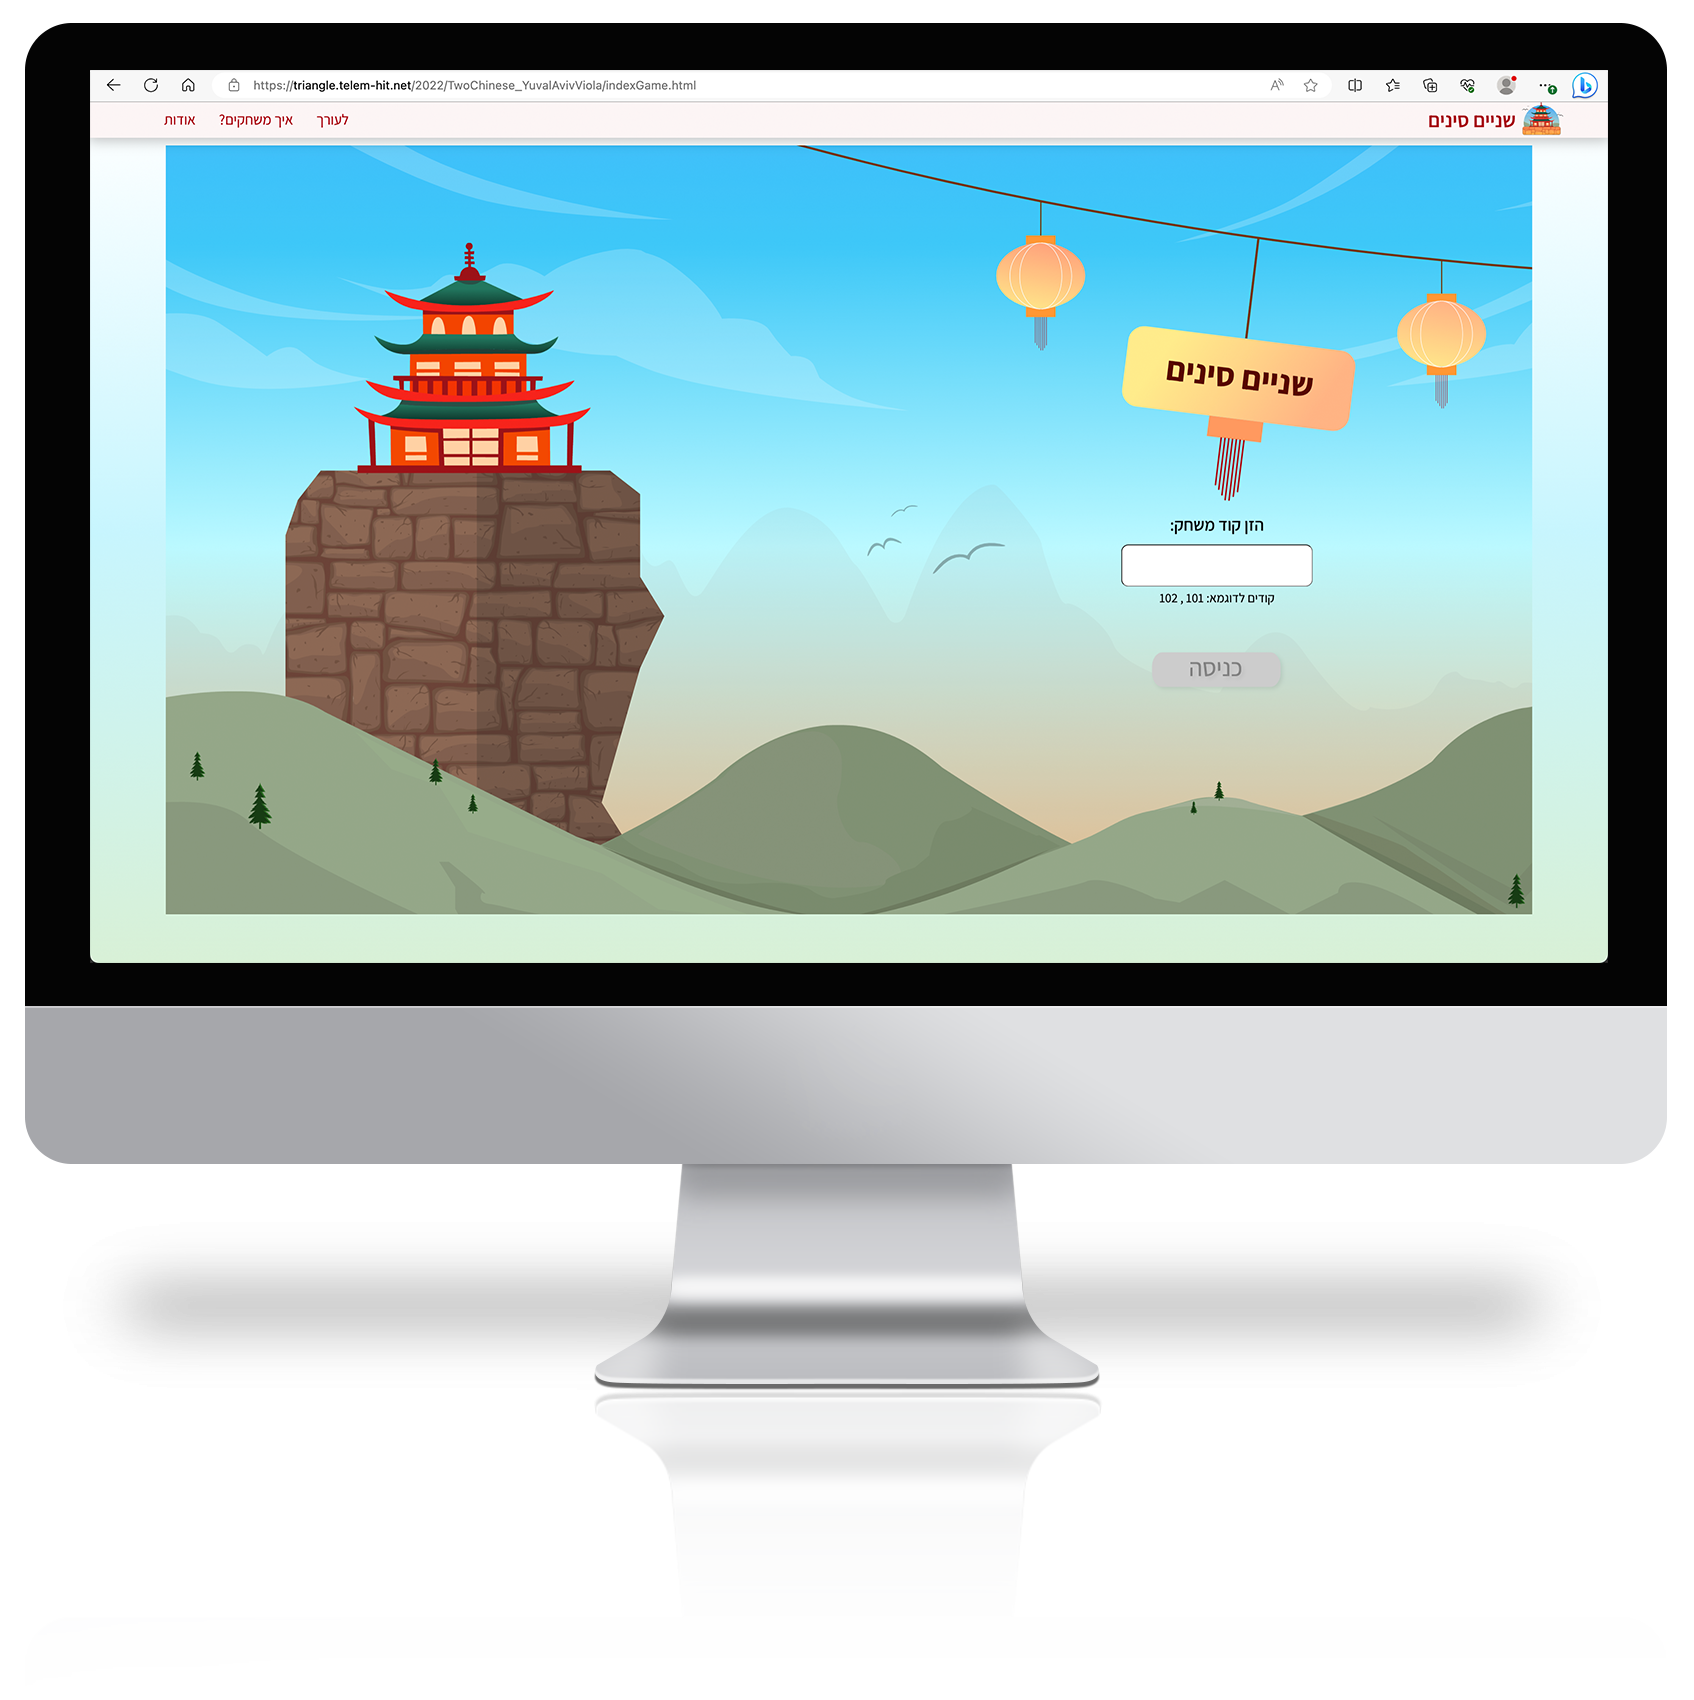 https://triangle.telem-hit.net/2022/TwoChinese_YuvalAvivViola/indexGame.html
שניים סינים
לעורך
איך משחקים?
אודות
שניים סינים
הזן קוד משחק:
קודים לדוגמא: 101 , 102
כניסה